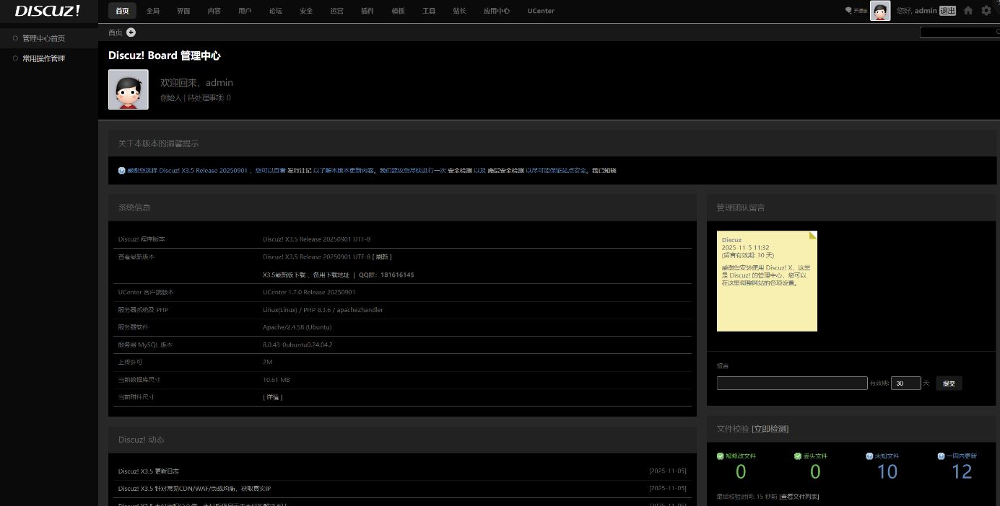 DISCUZ! 首页 全局 界面 内容 用户 论坛 安全 运营 插件 模板 工具 站长 应用中心 UCenter 开源版 您好, admin 退出
管理中心首页
常用操作管理
首页
Discuz! Board 管理中心
欢迎回来，admin
创始人 | 待处理事项: 0
关于本版本的温馨提示
感谢您选择 Discuz! X3.5 Release 20250901 ，您可以查看 发行注记 以了解本版本更新内容。我们建议您尽快进行一次 安全检测 以及 底层安全检测 以尽可能保证站点安全。我已知晓
系统信息
Discuz! 程序版本 Discuz! X3.5 Release 20250901 UTF-8
查看最新版本 Discuz! X3.5 Release 20250901 UTF-8 [ 刷新 ]
X3.5最新版下载 、备用下载地址 | QQ群：181616145
UCenter 客户端版本 UCenter 1.7.0 Release 20250901
服务器系统及 PHP Linux(Linux) / PHP 8.3.6 / apache2handler
服务器软件 Apache/2.4.58 (Ubuntu)
服务器 MySQL 版本 8.0.43-0ubuntu0.24.04.2
上传许可 2M
当前数据库尺寸 10.61 MB
当前附件尺寸 [ 详情 ]
Discuz! 动态
Discuz! X3.5 更新日志 [2025-11-05]
Discuz! X3.5 针对常见CDN/WAF/负载均衡，获取真实IP [2025-11-05]
管理团队留言
Discuz
2025-11-5 11:32
(留言有效期: 30 天)
感谢您安装使用 Discuz! X，这里
是 Discuz! 的管理中心，您可以
在这里调整网站的各项设置。
留言
有效期: 30 天 提交
文件校验 [立即检测]
被修改文件 丢失文件 未知文件 一周内更新
0 0 10 12
最后校验时间: 15 秒前 [查看文件列表]